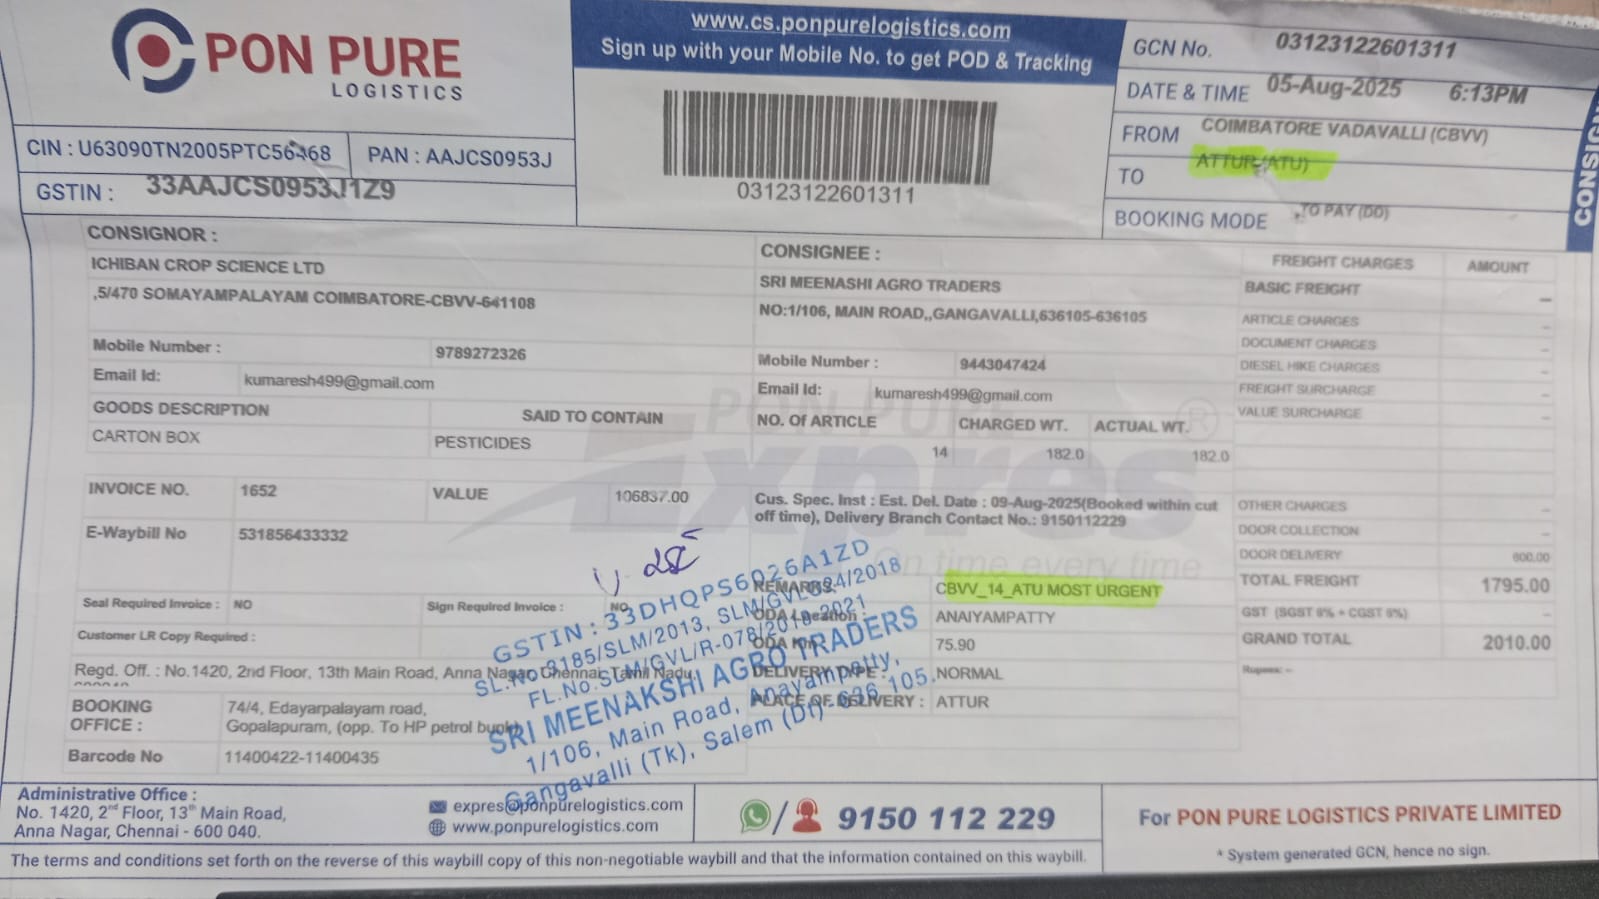 PON PURE
LOGISTICS
www.cs.ponpurelogistics.com
Sign up with your Mobile No. to get POD & Tracking
03123122601311
GCN No. 03123122601311
DATE & TIME 05-Aug-2025 6:13PM
FROM COIMBATORE VADAVALLI (CBVV)
TO ATTUR (ATU)
BOOKING MODE TO PAY (DD)
CIN : U63090TN2005PTC56468 PAN : AAJCS0953J
GSTIN : 33AAJCS0953J1Z9
CONSIGNOR :
ICHIBAN CROP SCIENCE LTD
,5/470 SOMAYAMPALAYAM COIMBATORE-CBVV-641108
Mobile Number : 9789272326
Email Id: kumaresh499@gmail.com
CONSIGNEE :
SRI MEENASHI AGRO TRADERS
NO:1/106, MAIN ROAD,,GANGAVALLI,636105-636105
Mobile Number : 9443047424
Email Id: kumaresh499@gmail.com
GOODS DESCRIPTION SAID TO CONTAIN NO. Of ARTICLE CHARGED WT. ACTUAL WT.
CARTON BOX PESTICIDES 14 182.0 182.0
INVOICE NO. 1652 VALUE 106837.00
E-Waybill No 531856433332
Cus. Spec. Inst : Est. Del. Date : 09-Aug-2025(Booked within cut
off time), Delivery Branch Contact No.: 9150112229
PON PURE
Expres
On time every time
Seal Required Invoice : NO Sign Required Invoice : NO
Customer LR Copy Required :
REMARKS: CBVV_14_ATU MOST URGENT
ODA Location : ANAIYAMPATTY
ODA Km 75.90
DELIVERY TYPE : NORMAL
PLACE OF DELIVERY : ATTUR
Regd. Off. : No.1420, 2nd Floor, 13th Main Road, Anna Nagar, Chennai, Tamil Nadu,
BOOKING OFFICE : 74/4, Edayarpalayam road,
Gopalapuram, (opp. To HP petrol bunk)
Barcode No 11400422-11400435
FREIGHT CHARGES AMOUNT
BASIC FREIGHT –
ARTICLE CHARGES –
DOCUMENT CHARGES –
DIESEL HIKE CHARGES –
FREIGHT SURCHARGE –
VALUE SURCHARGE –
OTHER CHARGES –
DOOR COLLECTION –
DOOR DELIVERY 600.00
TOTAL FREIGHT 1795.00
GST (SGST 6% + CGST 6%) –
GRAND TOTAL 2010.00
Rupees: –
GSTIN : 33DHQPS6026A1ZD
SRI MEENAKSHI AGRO TRADERS
1/106, Main Road, Anayampatty,
Gangavalli (Tk), Salem (Dt)- 636 105.
Administrative Office :
No. 1420, 2nd Floor, 13th Main Road,
Anna Nagar, Chennai - 600 040.
expres@ponpurelogistics.com
www.ponpurelogistics.com
9150 112 229
For PON PURE LOGISTICS PRIVATE LIMITED
* System generated GCN, hence no sign.
The terms and conditions set forth on the reverse of this waybill copy of this non-negotiable waybill and that the information contained on this waybill.